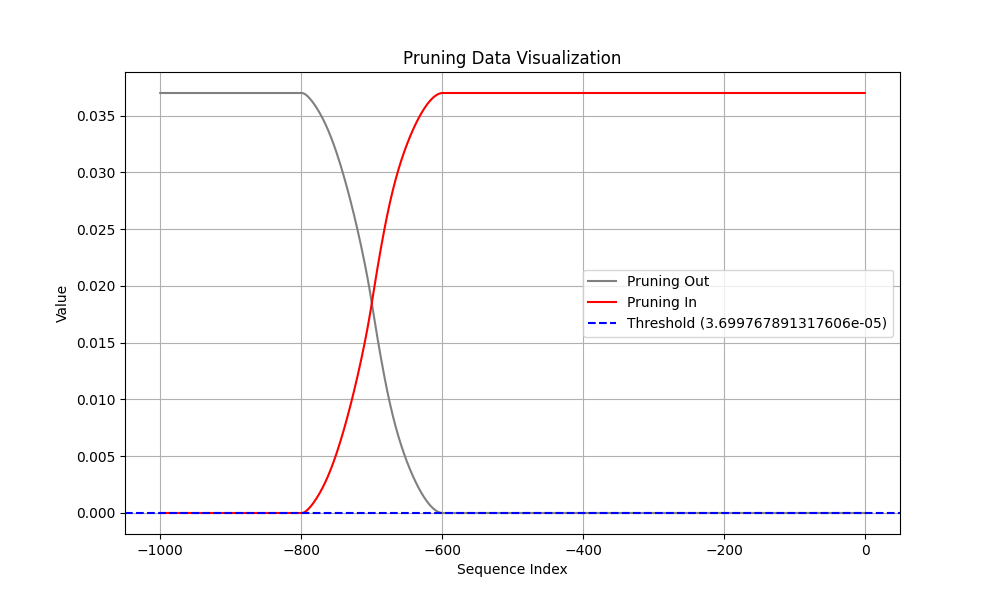 Pruning Data Visualization
0.035
0.030
0.025
0.020
0.015
0.010
0.005
0.000
Value
Pruning Out
Pruning In
Threshold (3.699767891317606e-05)
−1000
−800
−600
−400
−200
0
Sequence Index